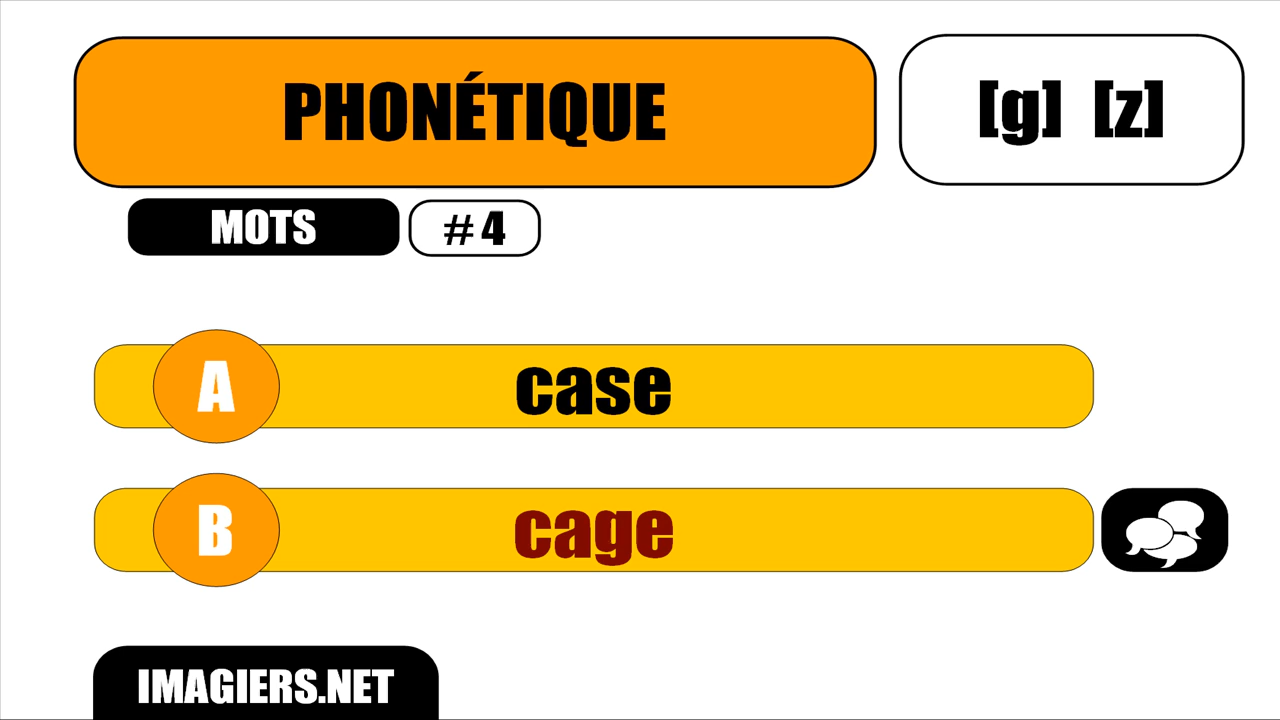 PHONÉTIQUE
[g] [z]
MOTS
#4
A case
B cage
IMAGIERS.NET